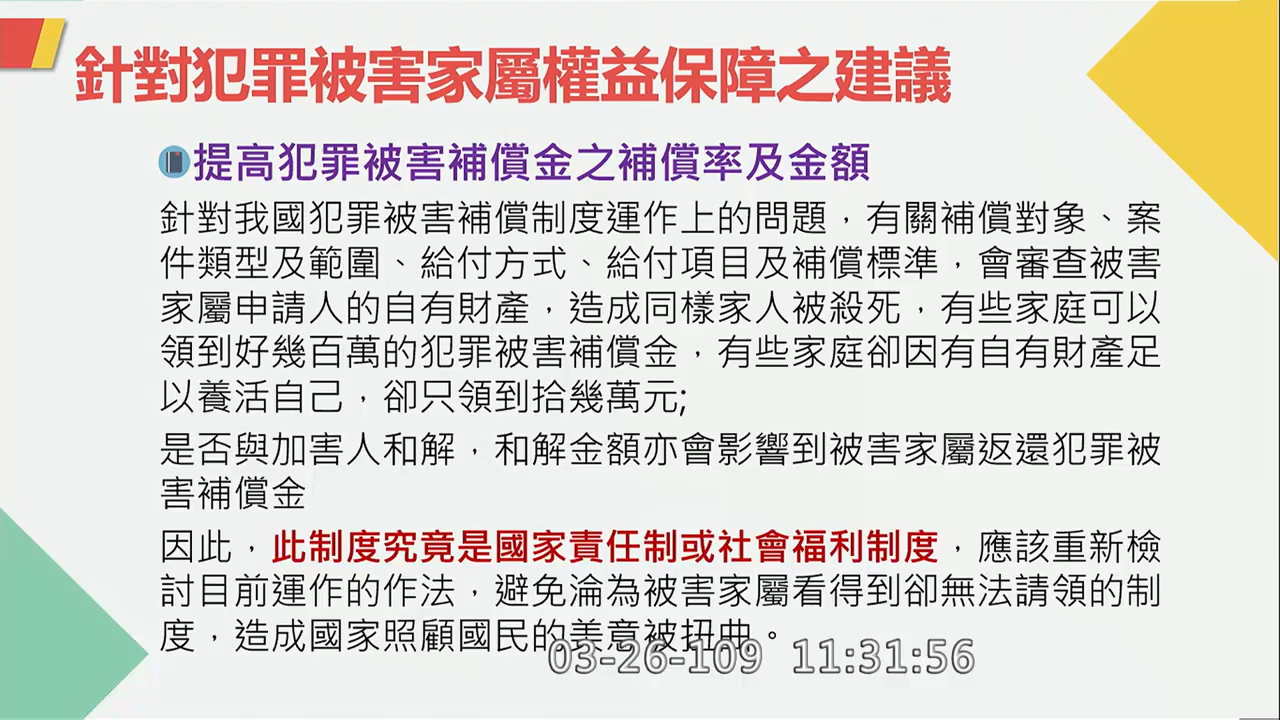 針對犯罪被害家屬權益保障之建議
提高犯罪被害補償金之補償率及金額
針對我國犯罪被害補償制度運作上的問題，有關補償對象、案
件類型及範圍、給付方式、給付項目及補償標準，會審查被害
家屬申請人的自有財產，造成同樣家人被殺死，有些家庭可以
領到好幾百萬的犯罪被害補償金，有些家庭卻因有自有財產足
以養活自己，卻只領到拾幾萬元;
是否與加害人和解，和解金額亦會影響到被害家屬返還犯罪被
害補償金
因此，此制度究竟是國家責任制或社會福利制度，應該重新檢
討目前運作的作法，避免淪為被害家屬看得到卻無法請領的制
度，造成國家照顧國民的美意被扭曲。
03-26-109 11:31:56